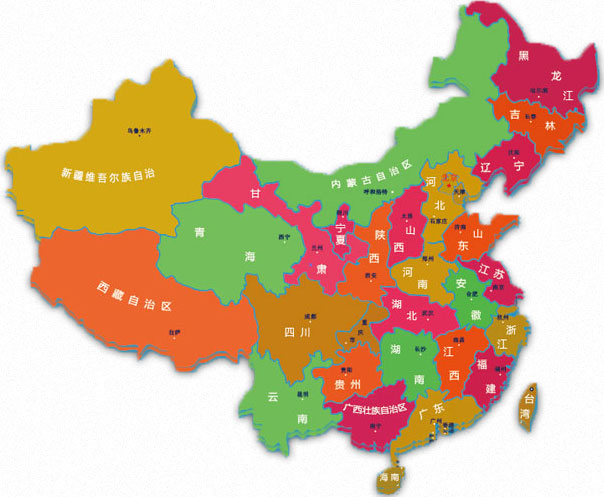 黑龙江
哈尔滨
吉林
长春
辽宁
沈阳
内蒙古自治区
呼和浩特
新疆维吾尔族自治
乌鲁木齐
甘肃
兰州
青海
西宁
宁夏
银川
陕西
西安
山西
太原
河北
石家庄
北京
天津
山东
济南
河南
郑州
江苏
南京
安徽
合肥
西藏自治区
拉萨
四川
成都
重庆市
湖北
武汉
湖南
长沙
江西
南昌
浙江
杭州
福建
福州
贵州
贵阳
云南
昆明
广西壮族自治区
南宁
广东
广州
海南
台湾